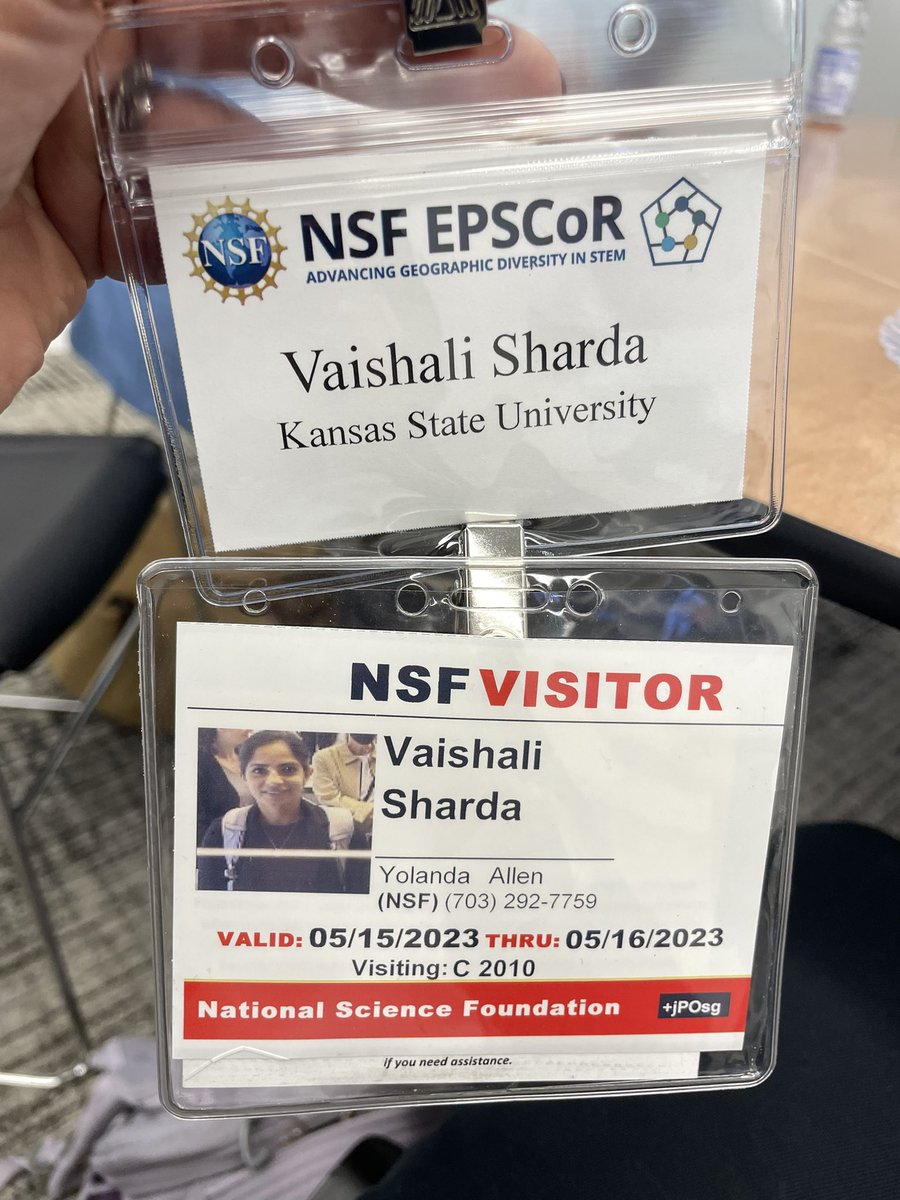 NSF
NSF EPSCoR
ADVANCING GEOGRAPHIC DIVERSITY IN STEM
Vaishali Sharda
Kansas State University
NSF VISITOR
Vaishali
Sharda
Yolanda Allen
(NSF) (703) 292-7759
VALID: 05/15/2023 THRU: 05/16/2023
Visiting: C 2010
National Science Foundation +jPOsg
if you need assistance.